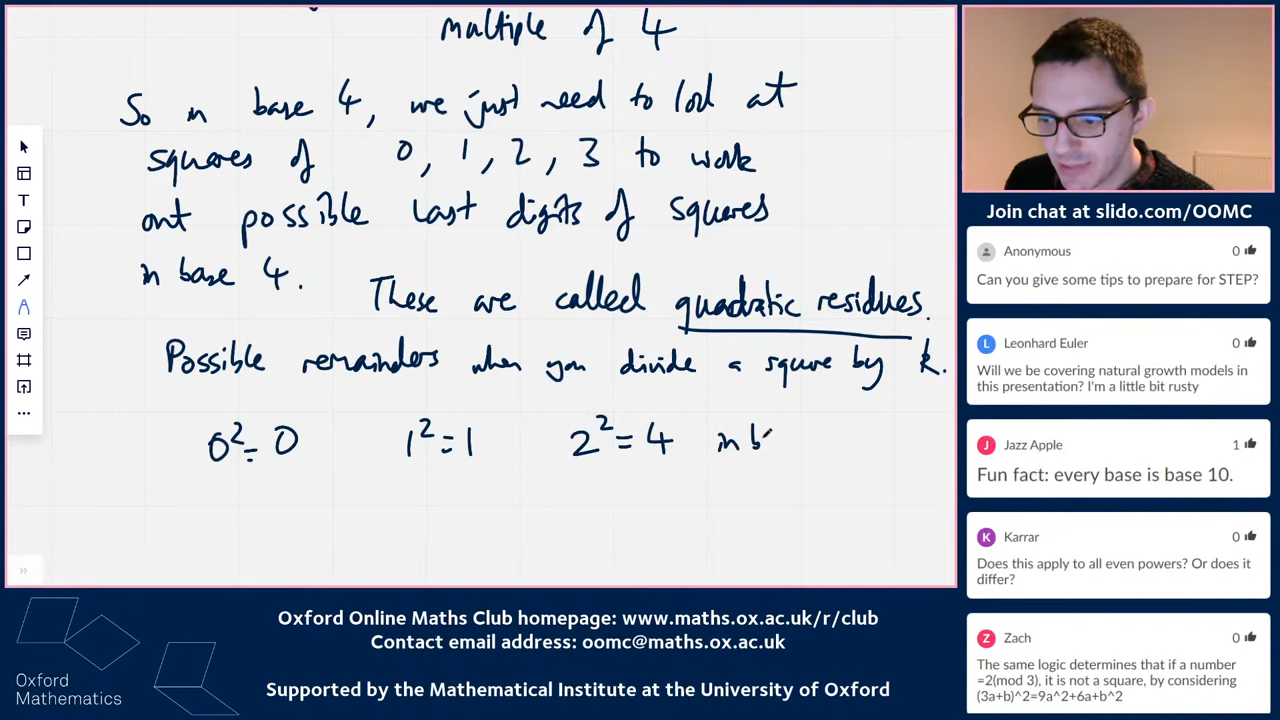 multiple of 4
So in base 4, we just need to look at
squares of 0, 1, 2, 3 to work
out possible last digits of squares
in base 4.
These are called quadratic residues.
Possible remainders when you divide a square by k.
0² = 0 1² = 1 2² = 4 in b
T
...
»
Join chat at slido.com/OOMC
Anonymous 0
Can you give some tips to prepare for STEP?
L Leonhard Euler 0
Will we be covering natural growth models in
this presentation? I'm a little bit rusty
J Jazz Apple 1
Fun fact: every base is base 10.
K Karrar 0
Does this apply to all even powers? Or does it
differ?
Z Zach 0
The same logic determines that if a number
=2(mod 3), it is not a square, by considering
(3a+b)^2=9a^2+6a+b^2
Oxford
Mathematics
Oxford Online Maths Club homepage: www.maths.ox.ac.uk/r/club
Contact email address: oomc@maths.ox.ac.uk
Supported by the Mathematical Institute at the University of Oxford